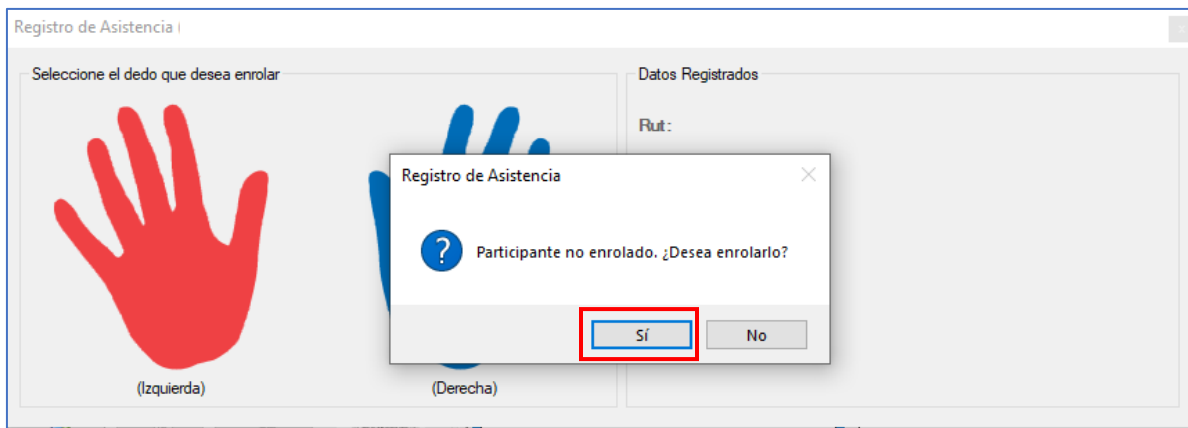 Registro de Asistencia
Seleccione el dedo que desea enrolar
Datos Registrados
Rut:
Registro de Asistencia
?
Participante no enrolado. ¿Desea enrolarlo?
Sí
No
(Izquierda)
(Derecha)